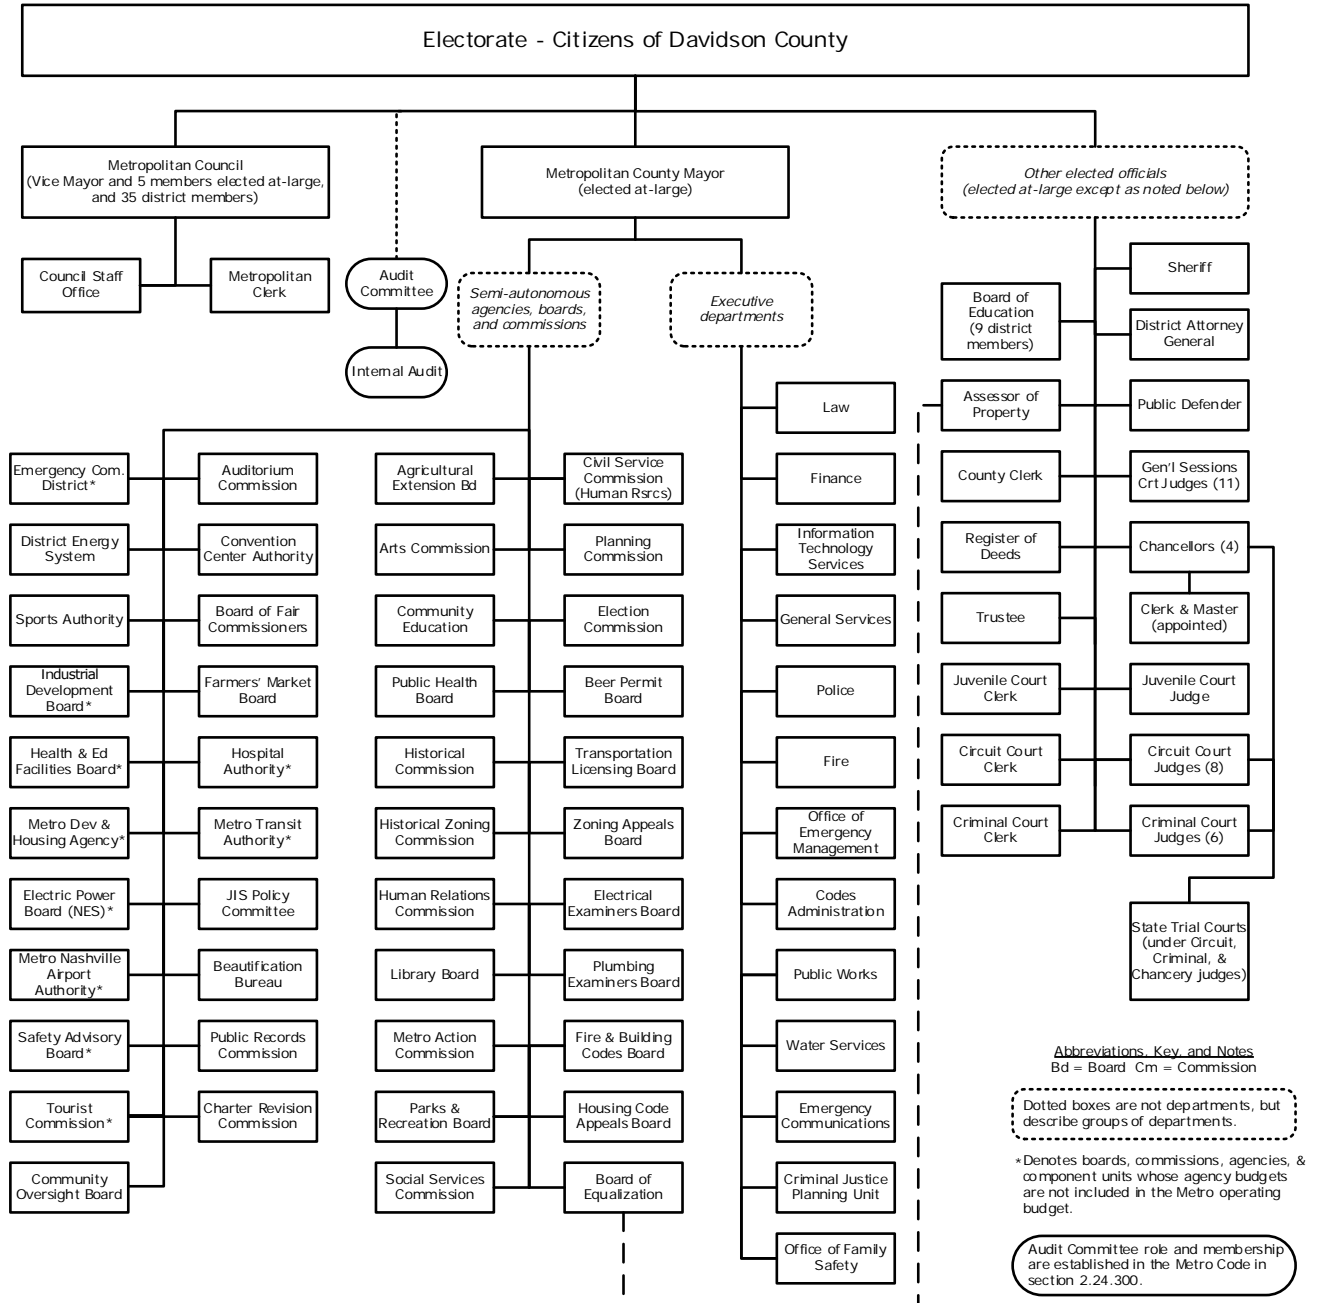 Electorate - Citizens of Davidson County
Metropolitan Council
(Vice Mayor and 5 members elected at-large,
and 35 district members)
Metropolitan County Mayor
(elected at-large)
Other elected officials
(elected at-large except as noted below)
Council Staff
Office
Metropolitan
Clerk
Audit
Committee
Internal Audit
Semi-autonomous
agencies, boards,
and commissions
Executive
departments
Emergency Com.
District*
Auditorium
Commission
District Energy
System
Convention
Center Authority
Sports Authority
Board of Fair
Commissioners
Industrial
Development
Board*
Farmers' Market
Board
Health & Ed
Facilities Board*
Hospital
Authority*
Metro Dev &
Housing Agency*
Metro Transit
Authority*
Electric Power
Board (NES)*
JIS Policy
Committee
Metro Nashville
Airport
Authority*
Beautification
Bureau
Safety Advisory
Board*
Public Records
Commission
Tourist
Commission*
Charter Revision
Commission
Community
Oversight Board
Agricultural
Extension Bd
Civil Service
Commission
(Human Rsrcs)
Arts Commission
Planning
Commission
Community
Education
Election
Commission
Public Health
Board
Beer Permit
Board
Historical
Commission
Transportation
Licensing Board
Historical Zoning
Commission
Zoning Appeals
Board
Human Relations
Commission
Electrical
Examiners Board
Library Board
Plumbing
Examiners Board
Metro Action
Commission
Fire & Building
Codes Board
Parks &
Recreation Board
Housing Code
Appeals Board
Social Services
Commission
Board of
Equalization
Law
Finance
Information
Technology
Services
General Services
Police
Fire
Office of
Emergency
Management
Codes
Administration
Public Works
Water Services
Emergency
Communications
Criminal Justice
Planning Unit
Office of Family
Safety
Sheriff
Board of
Education
(9 district
members)
District Attorney
General
Assessor of
Property
Public Defender
County Clerk
Gen'l Sessions
Crt Judges (11)
Register of
Deeds
Chancellors (4)
Trustee
Clerk & Master
(appointed)
Juvenile Court
Clerk
Juvenile Court
Judge
Circuit Court
Clerk
Circuit Court
Judges (8)
Criminal Court
Clerk
Criminal Court
Judges (6)
State Trial Courts
(under Circuit,
Criminal, &
Chancery judges)
Abbreviations, Key, and Notes
Bd = Board Cm = Commission
Dotted boxes are not departments, but
describe groups of departments.
*Denotes boards, commissions, agencies, &
component units whose agency budgets
are not included in the Metro operating
budget.
Audit Committee role and membership
are established in the Metro Code in
section 2.24.300.